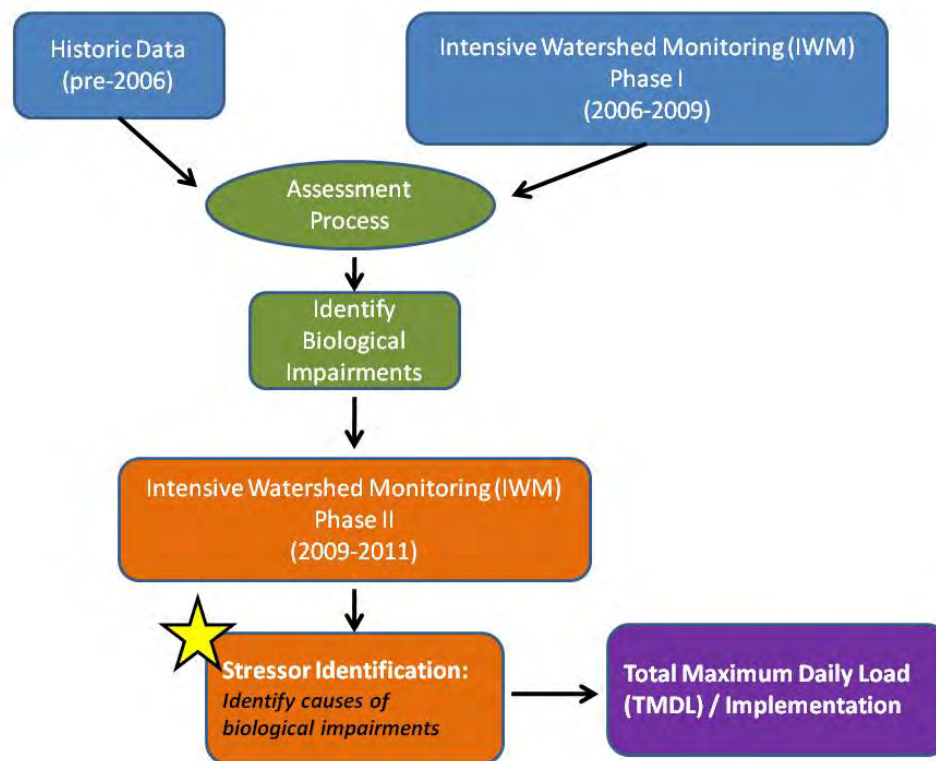 Historic Data
(pre-2006)
Intensive Watershed Monitoring (IWM)
Phase I
(2006-2009)
Assessment
Process
Identify
Biological
Impairments
Intensive Watershed Monitoring (IWM)
Phase II
(2009-2011)
Stressor Identification:
Identify causes of
biological impairments
Total Maximum Daily Load
(TMDL) / Implementation